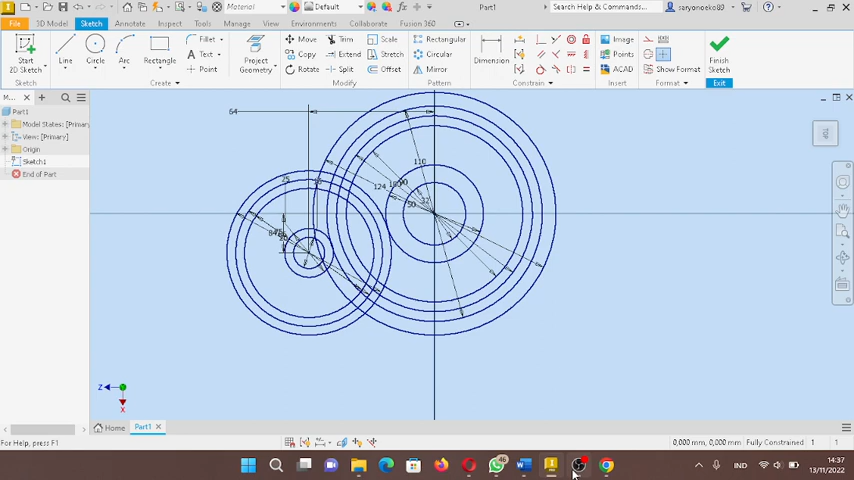 Material
Default
Part1
Search Help & Commands...
saryonoeko89
File
3D Model
Sketch
Annotate
Inspect
Tools
Manage
View
Environments
Collaborate
Fusion 360
Start
2D Sketch
Line
Circle
Arc
Rectangle
Fillet
Text
Point
Project
Geometry
Move
Copy
Rotate
Trim
Extend
Split
Scale
Stretch
Offset
Rectangular
Circular
Mirror
Dimension
Image
Points
ACAD
Show Format
Finish
Sketch
Sketch
Create
Modify
Pattern
Constrain
Insert
Format
Exit
M...
Part1
Model States: [Primary
View: [Primary]
Origin
Sketch1
End of Part
54
110
25
124
32
50
Z
X
Home
Part1
For Help, press F1
0,000 mm, 0,000 mm
Fully Constrained
1
1
46
IND
14:37
13/11/2022